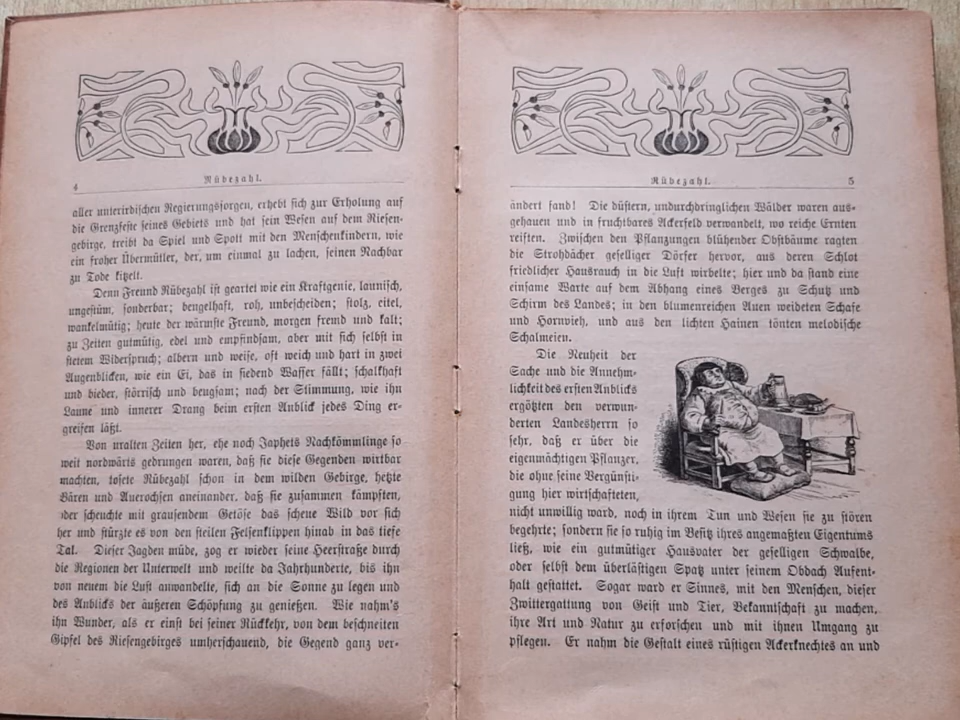 4
Rübezahl.
aller unterirdischen Regierungssorgen, erhebt sich zur Erholung auf
die Grenzfeste seines Gebiets und hat sein Wesen auf dem Riesen-
gebirge, treibt da Spiel und Spott mit den Menschenkindern, wie
ein froher Übermütler, der, um einmal zu lachen, seinen Nachbar
zu Tode kitzelt.
Denn Freund Rübezahl ist geartet wie ein Kraftgenie, launisch,
ungestüm, sonderbar; bengelhaft, roh, unbescheiden; stolz, eitel,
wankelmütig; heute der wärmste Freund, morgen fremd und kalt;
zu Zeiten gutmütig, edel und empfindsam, aber mit sich selbst in
stetem Widerspruch; albern und weise, oft weich und hart in zwei
Augenblicken, wie ein Ei, das in siedend Wasser fällt; schalkhaft
und bieder, störrisch und beugsam; nach der Stimmung, wie ihn
Laune und innerer Drang beim ersten Anblick jedes Ding er-
greifen läßt.
Von uralten Zeiten her, ehe noch Japhets Nachkömmlinge so
weit nordwärts gedrungen waren, daß sie diese Gegenden wirtbar
machten, tosete Rübezahl schon in dem wilden Gebirge, hetzte
Bären und Auerochsen aneinander, daß sie zusammen kämpften,
oder scheuchte mit grausendem Getöse das scheue Wild vor sich
her und stürzte es von den steilen Felsenklippen hinab in das tiefe
Tal. Dieser Jagden müde, zog er wieder seine Heerstraße durch
die Regionen der Unterwelt und weilte da Jahrhunderte, bis ihn
von neuem die Lust anwandelte, sich an die Sonne zu legen und
des Anblicks der äußeren Schöpfung zu genießen. Wie nahm's
ihn Wunder, als er einst bei seiner Rückkehr, von dem beschneiten
Gipfel des Riesengebirges umherschauend, die Gegend ganz ver-
Rübezahl.
5
ändert fand! Die düstern, undurchdringlichen Wälder waren aus-
gehauen und in fruchtbares Ackerfeld verwandelt, wo reiche Ernten
reiften. Zwischen den Pflanzungen blühender Obstbäume ragten
die Strohdächer geselliger Dörfer hervor, aus deren Schlot
friedlicher Hausrauch in die Luft wirbelte; hier und da stand eine
einsame Warte auf dem Abhang eines Berges zu Schutz und
Schirm des Landes; in den blumenreichen Auen weideten Schafe
und Hornvieh, und aus den lichten Hainen tönten melodische
Schalmeien.
Die Neuheit der
Sache und die Annehm-
lichkeit des ersten Anblicks
ergötzten den verwun-
derten Landesherrn so
sehr, daß er über die
eigenmächtigen Pflanzer,
die ohne seine Vergünsti-
gung hier wirtschafteten,
nicht unwillig ward, noch in ihrem Tun und Wesen sie zu stören
begehrte; sondern sie so ruhig im Besitz ihres angemaßten Eigentums
ließ, wie ein gutmütiger Hausvater der geselligen Schwalbe,
oder selbst dem überlästigen Spatz unter seinem Obdach Aufent-
halt gestattet. Sogar ward er Sinnes, mit den Menschen, dieser
Zwittergattung von Geist und Tier, Bekanntschaft zu machen,
ihre Art und Natur zu erforschen und mit ihnen Umgang zu
pflegen. Er nahm die Gestalt eines rüstigen Ackerknechtes an und